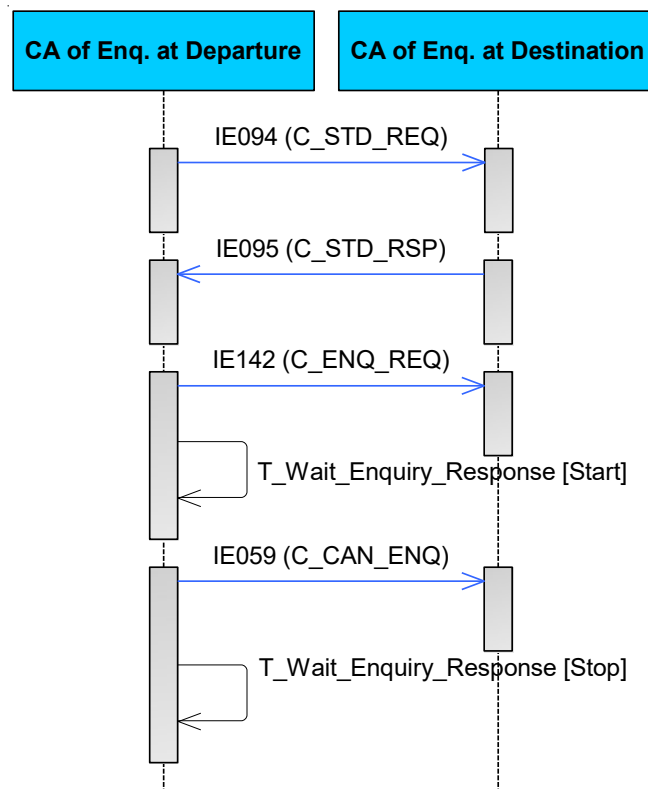 CA of Enq. at Departure
CA of Enq. at Destination
IE094 (C_STD_REQ)
IE095 (C_STD_RSP)
IE142 (C_ENQ_REQ)
T_Wait_Enquiry_Response [Start]
IE059 (C_CAN_ENQ)
T_Wait_Enquiry_Response [Stop]